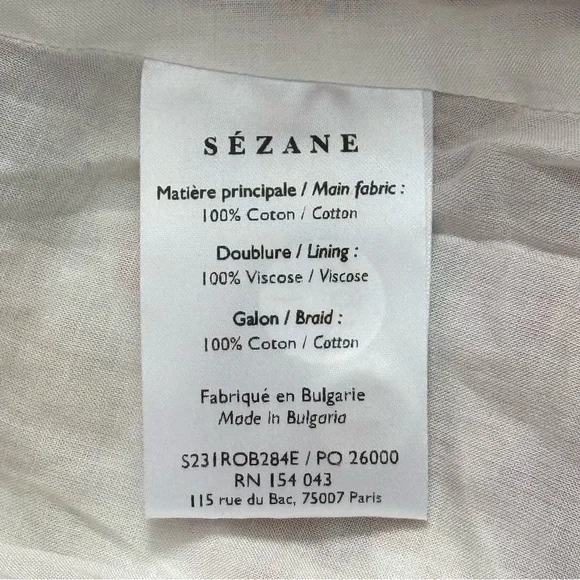 SÉZANE
Matière principale / Main fabric :
100% Coton / Cotton
Doublure / Lining :
100% Viscose / Viscose
Galon / Braid :
100% Coton / Cotton
Fabriqué en Bulgarie
Made In Bulgaria
S231ROB284E / PO 26000
RN 154 043
115 rue du Bac, 75007 Paris